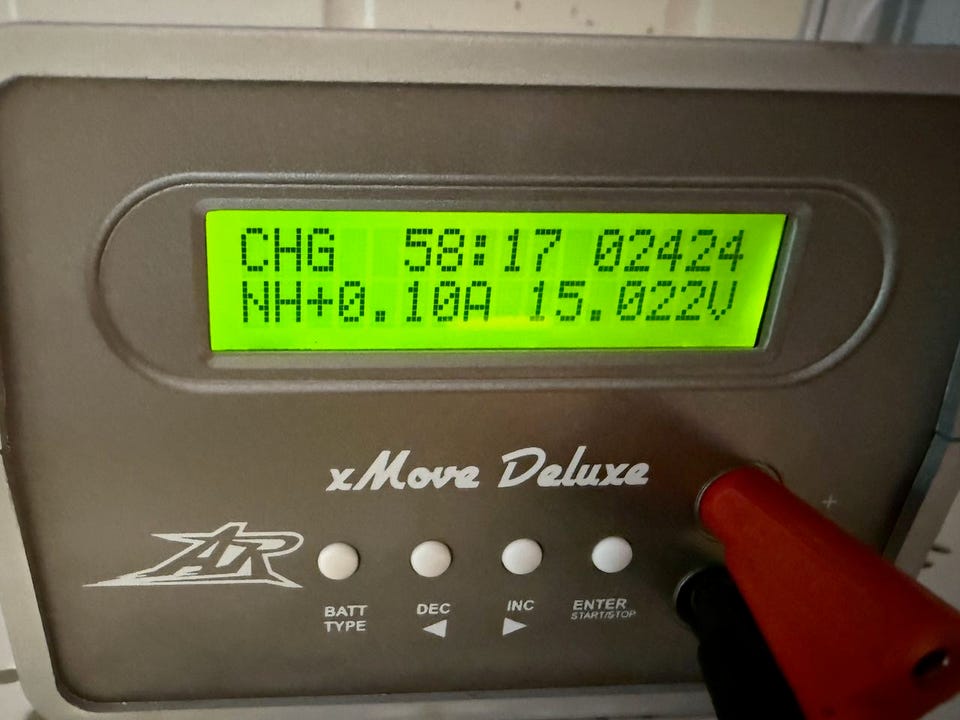 CHG 58:17 02424
NH+0.10A 15.022V
xMove Deluxe
AR
BATT TYPE
DEC
INC
ENTER
START/STOP
+